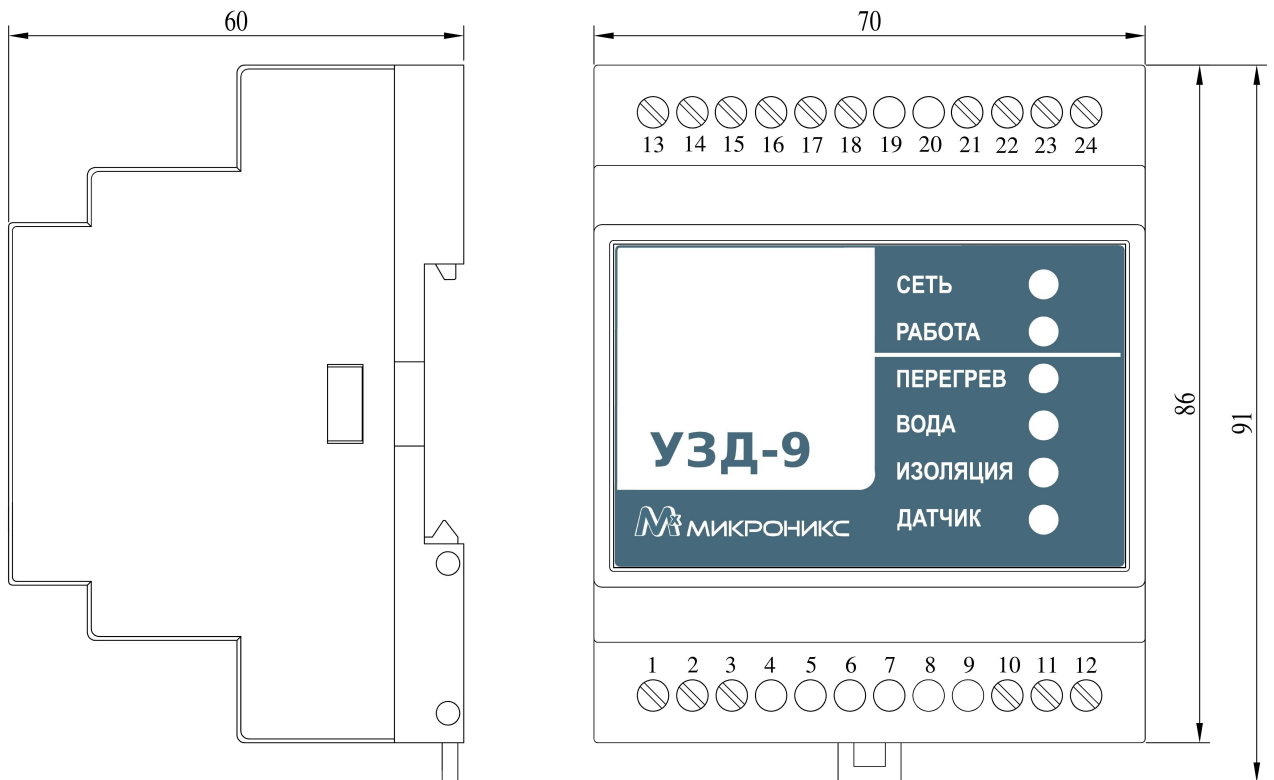 60
70
13 14 15 16 17 18 19 20 21 22 23 24
СЕТЬ
РАБОТА
ПЕРЕГРЕВ
ВОДА
ИЗОЛЯЦИЯ
ДАТЧИК
УЗД-9
МИКРОНИКС
86
91
1 2 3 4 5 6 7 8 9 10 11 12